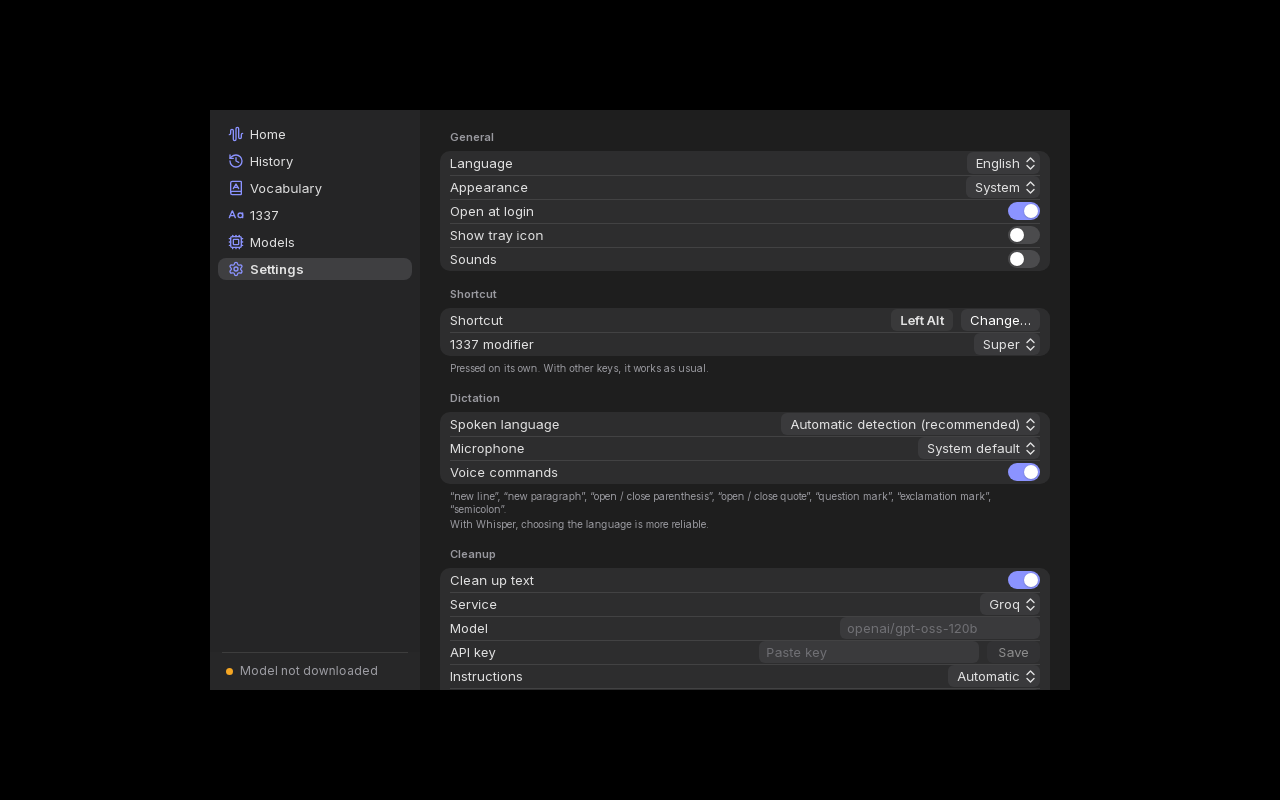 Home
History
Vocabulary
Aa 1337
Models
Settings
Model not downloaded
General
Language English
Appearance System
Open at login
Show tray icon
Sounds
Shortcut
Shortcut Left Alt Change…
1337 modifier Super
Pressed on its own. With other keys, it works as usual.
Dictation
Spoken language Automatic detection (recommended)
Microphone System default
Voice commands
“new line”, “new paragraph”, “open / close parenthesis”, “open / close quote”, “question mark”, “exclamation mark”,
“semicolon”.
With Whisper, choosing the language is more reliable.
Cleanup
Clean up text
Service Groq
Model openai/gpt-oss-120b
API key Paste key Save
Instructions Automatic